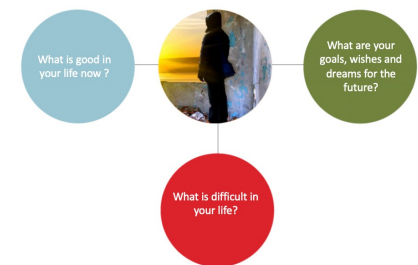 What is good in
your life now ?
What are your
goals, wishes and
dreams for the
future?
What is difficult in
your life?